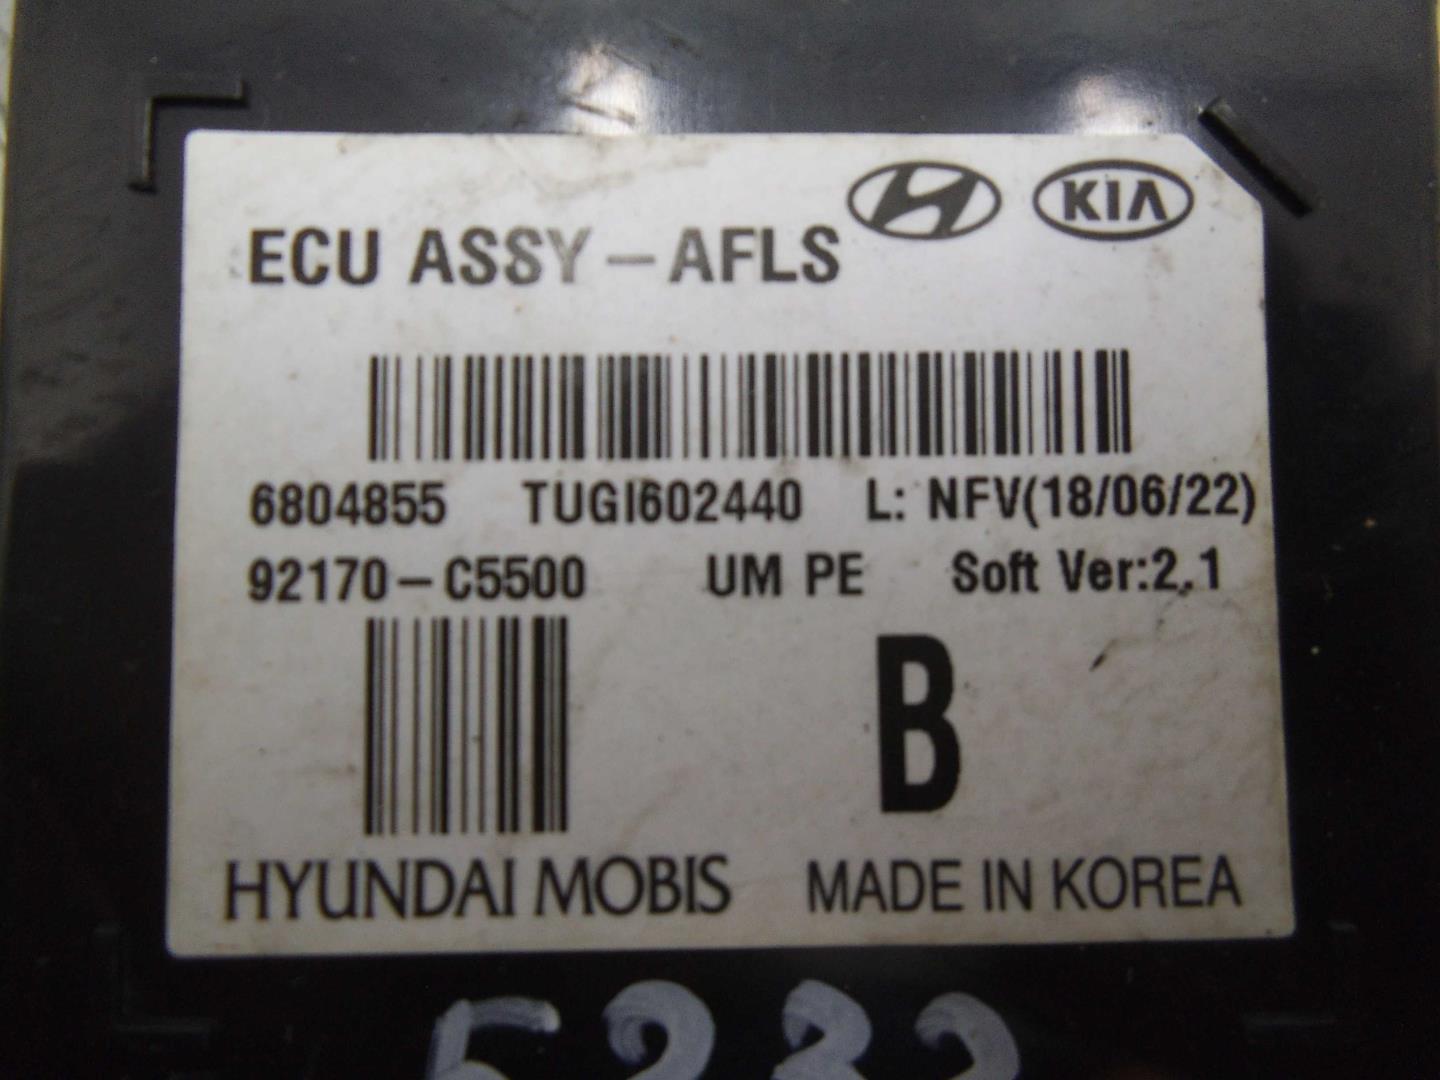 KIA
ECU ASSY-AFLS
6804855 TUGI602440 L: NFV(18/06/22)
92170-C5500 UM PE Soft Ver:2.1
B
HYUNDAI MOBIS MADE IN KOREA